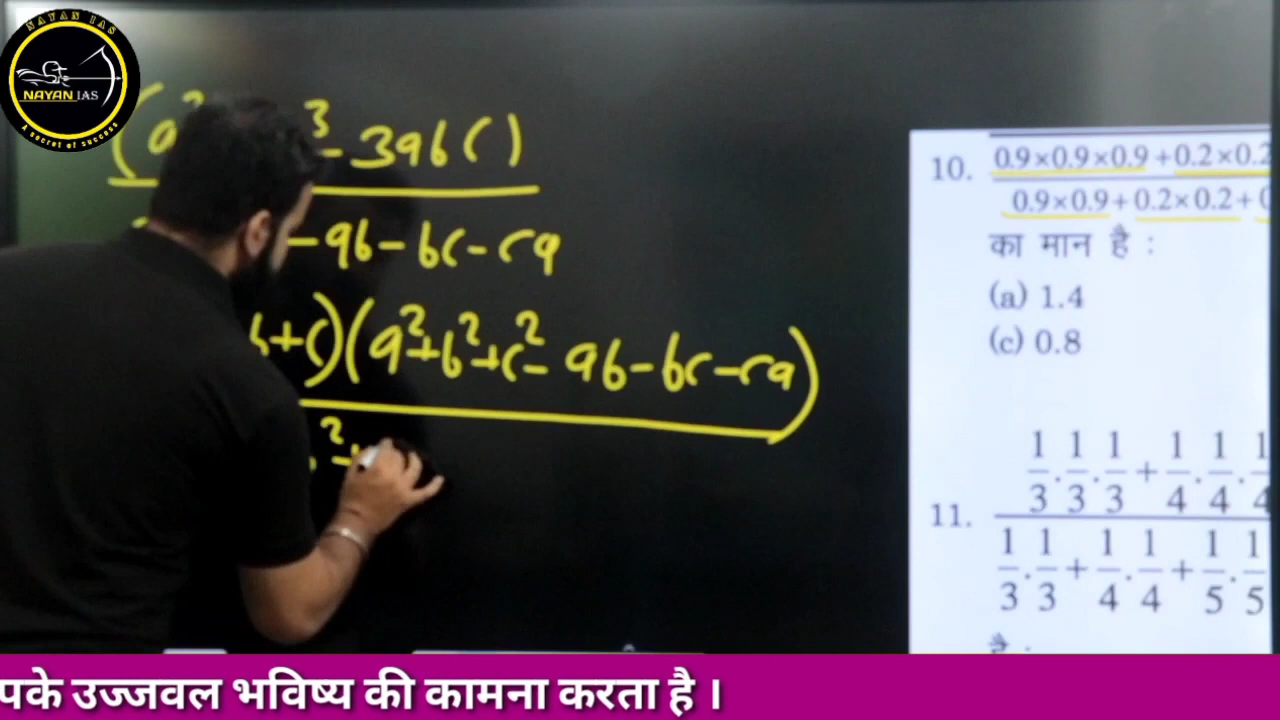 NAYAN IAS
NAYAN IAS
A secret of success
3 - 3abc)
- ab - bc - ca
b+c)(a²+b²+c²- ab - bc - ca)
² +
10. 0.9×0.9×0.9+0.2×0.2
0.9×0.9+0.2×0.2+
का मान है :
(a) 1.4
(c) 0.8
11. 1/3 . 1/3 . 1/3 + 1/4 . 1/4 . 1/4
1/3 . 1/3 + 1/4 . 1/4 + 1/5 . 1/5
है :
पके उज्जवल भविष्य की कामना करता है ।